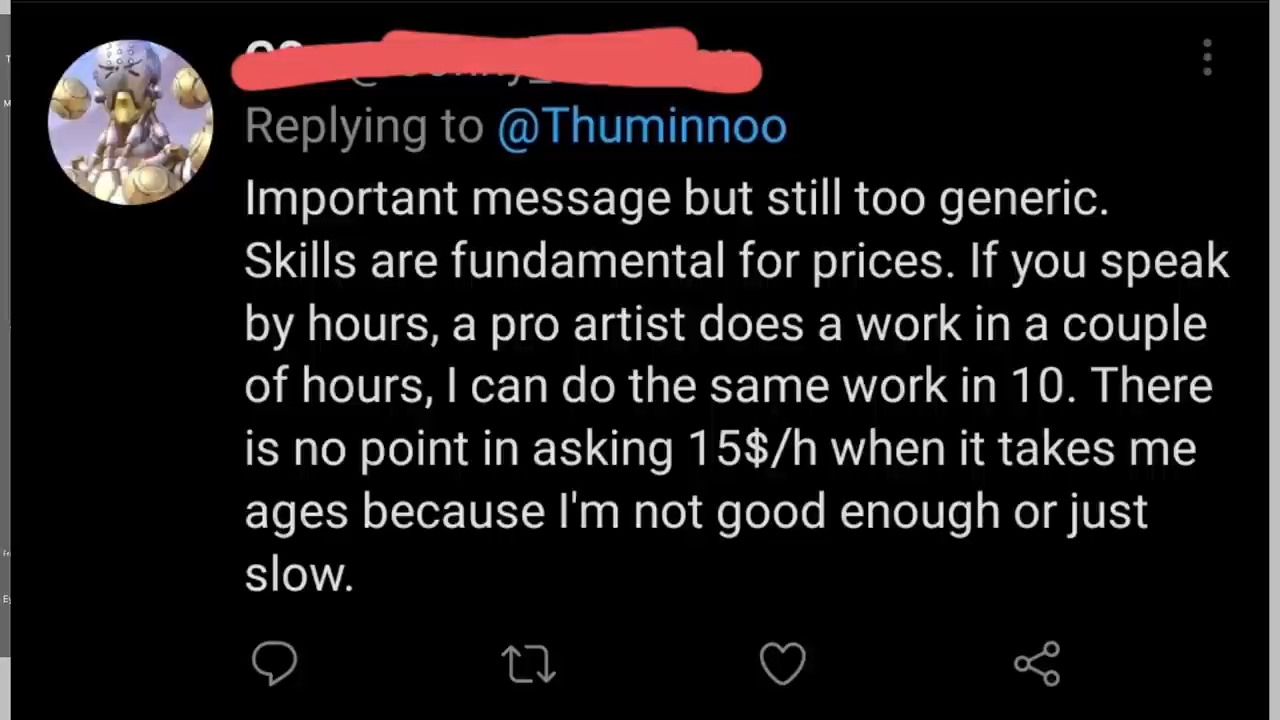 Replying to @Thuminnoo
Important message but still too generic.
Skills are fundamental for prices. If you speak
by hours, a pro artist does a work in a couple
of hours, I can do the same work in 10. There
is no point in asking 15$/h when it takes me
ages because I'm not good enough or just
slow.